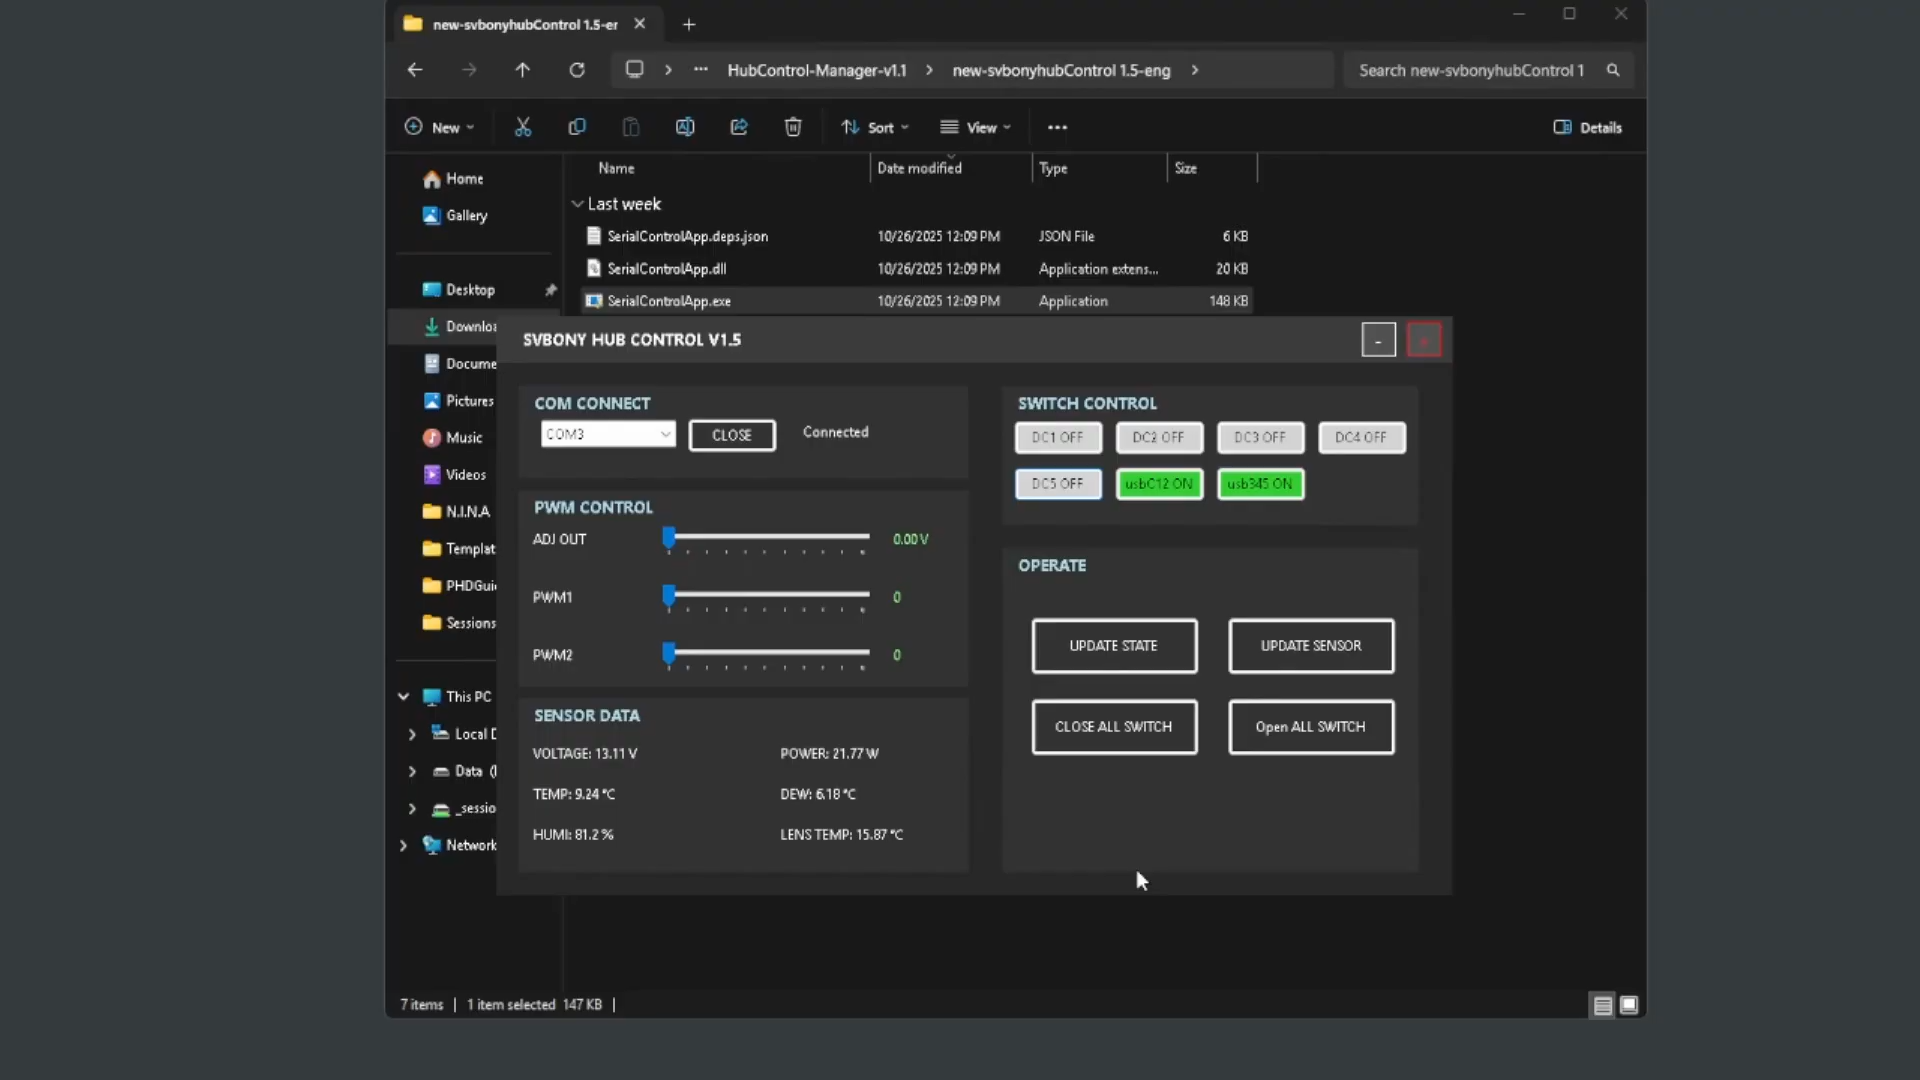 new-svbonyhubControl 1.5-er
HubControl-Manager-v1.1
new-svbonyhubControl 1.5-eng
Search new-svbonyhubControl 1
New
Sort
View
Details
Name
Date modified
Type
Size
Home
Gallery
Desktop
Downloa
Docume
Pictures
Music
Videos
N.I.N.A
Templat
PHDGui
Sessions
This PC
Local D
Data (
_sessio
Network
Last week
SerialControlApp.deps.json 10/26/2025 12:09 PM JSON File 6 KB
SerialControlApp.dll 10/26/2025 12:09 PM Application extens... 20 KB
SerialControlApp.exe 10/26/2025 12:09 PM Application 148 KB
SVBONY HUB CONTROL V1.5
COM CONNECT
COM3
CLOSE
Connected
PWM CONTROL
ADJ OUT 0.00 V
PWM1 0
PWM2 0
SENSOR DATA
VOLTAGE: 13.11 V
POWER: 21.77 W
TEMP: 9.24 °C
DEW: 6.18 °C
HUMI: 81.2 %
LENS TEMP: 15.87 °C
SWITCH CONTROL
DC1 OFF
DC2 OFF
DC3 OFF
DC4 OFF
DC5 OFF
usbC12 ON
usb345 ON
OPERATE
UPDATE STATE
UPDATE SENSOR
CLOSE ALL SWITCH
Open ALL SWITCH
7 items
1 item selected 147 KB